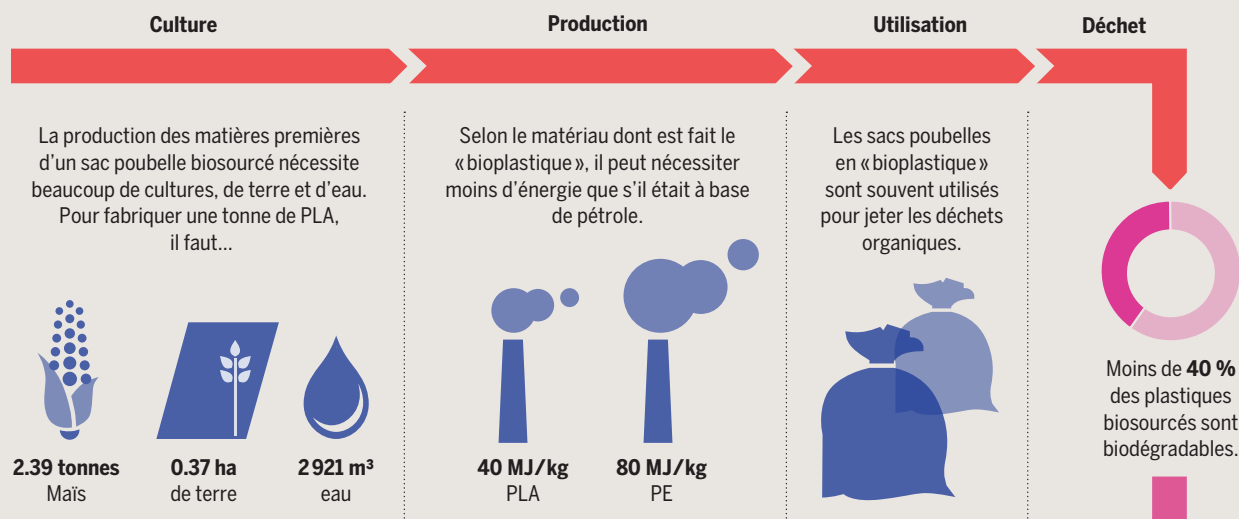 Culture
Production
Utilisation
Déchet
La production des matières premières
d'un sac poubelle biosourcé nécessite
beaucoup de cultures, de terre et d'eau.
Pour fabriquer une tonne de PLA,
il faut...
2.39 tonnes
Maïs
0.37 ha
de terre
2 921 m³
eau
Selon le matériau dont est fait le
« bioplastique », il peut nécessiter
moins d'énergie que s'il était à base
de pétrole.
40 MJ/kg
PLA
80 MJ/kg
PE
Les sacs poubelles
en « bioplastique »
sont souvent utilisés
pour jeter les déchets
organiques.
Moins de 40 %
des plastiques
biosourcés sont
biodégradables.